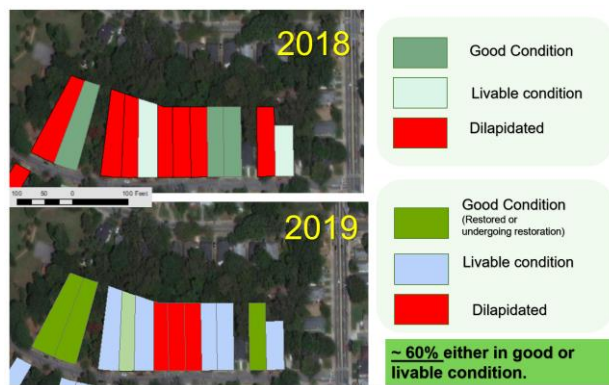 2018
Good Condition
Livable condition
Dilapidated
100 50 0 100 Feet
2019
Good Condition
(Restored or
undergoing restoration)
Livable condition
Dilapidated
~ 60% either in good or
livable condition.